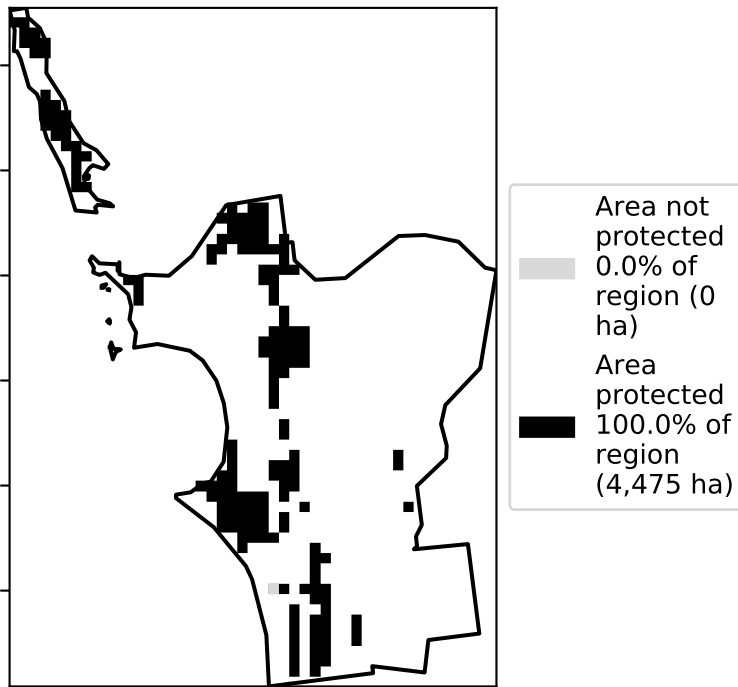 Area not
protected
0.0% of
region (0
ha)
Area
protected
100.0% of
region
(4,475 ha)